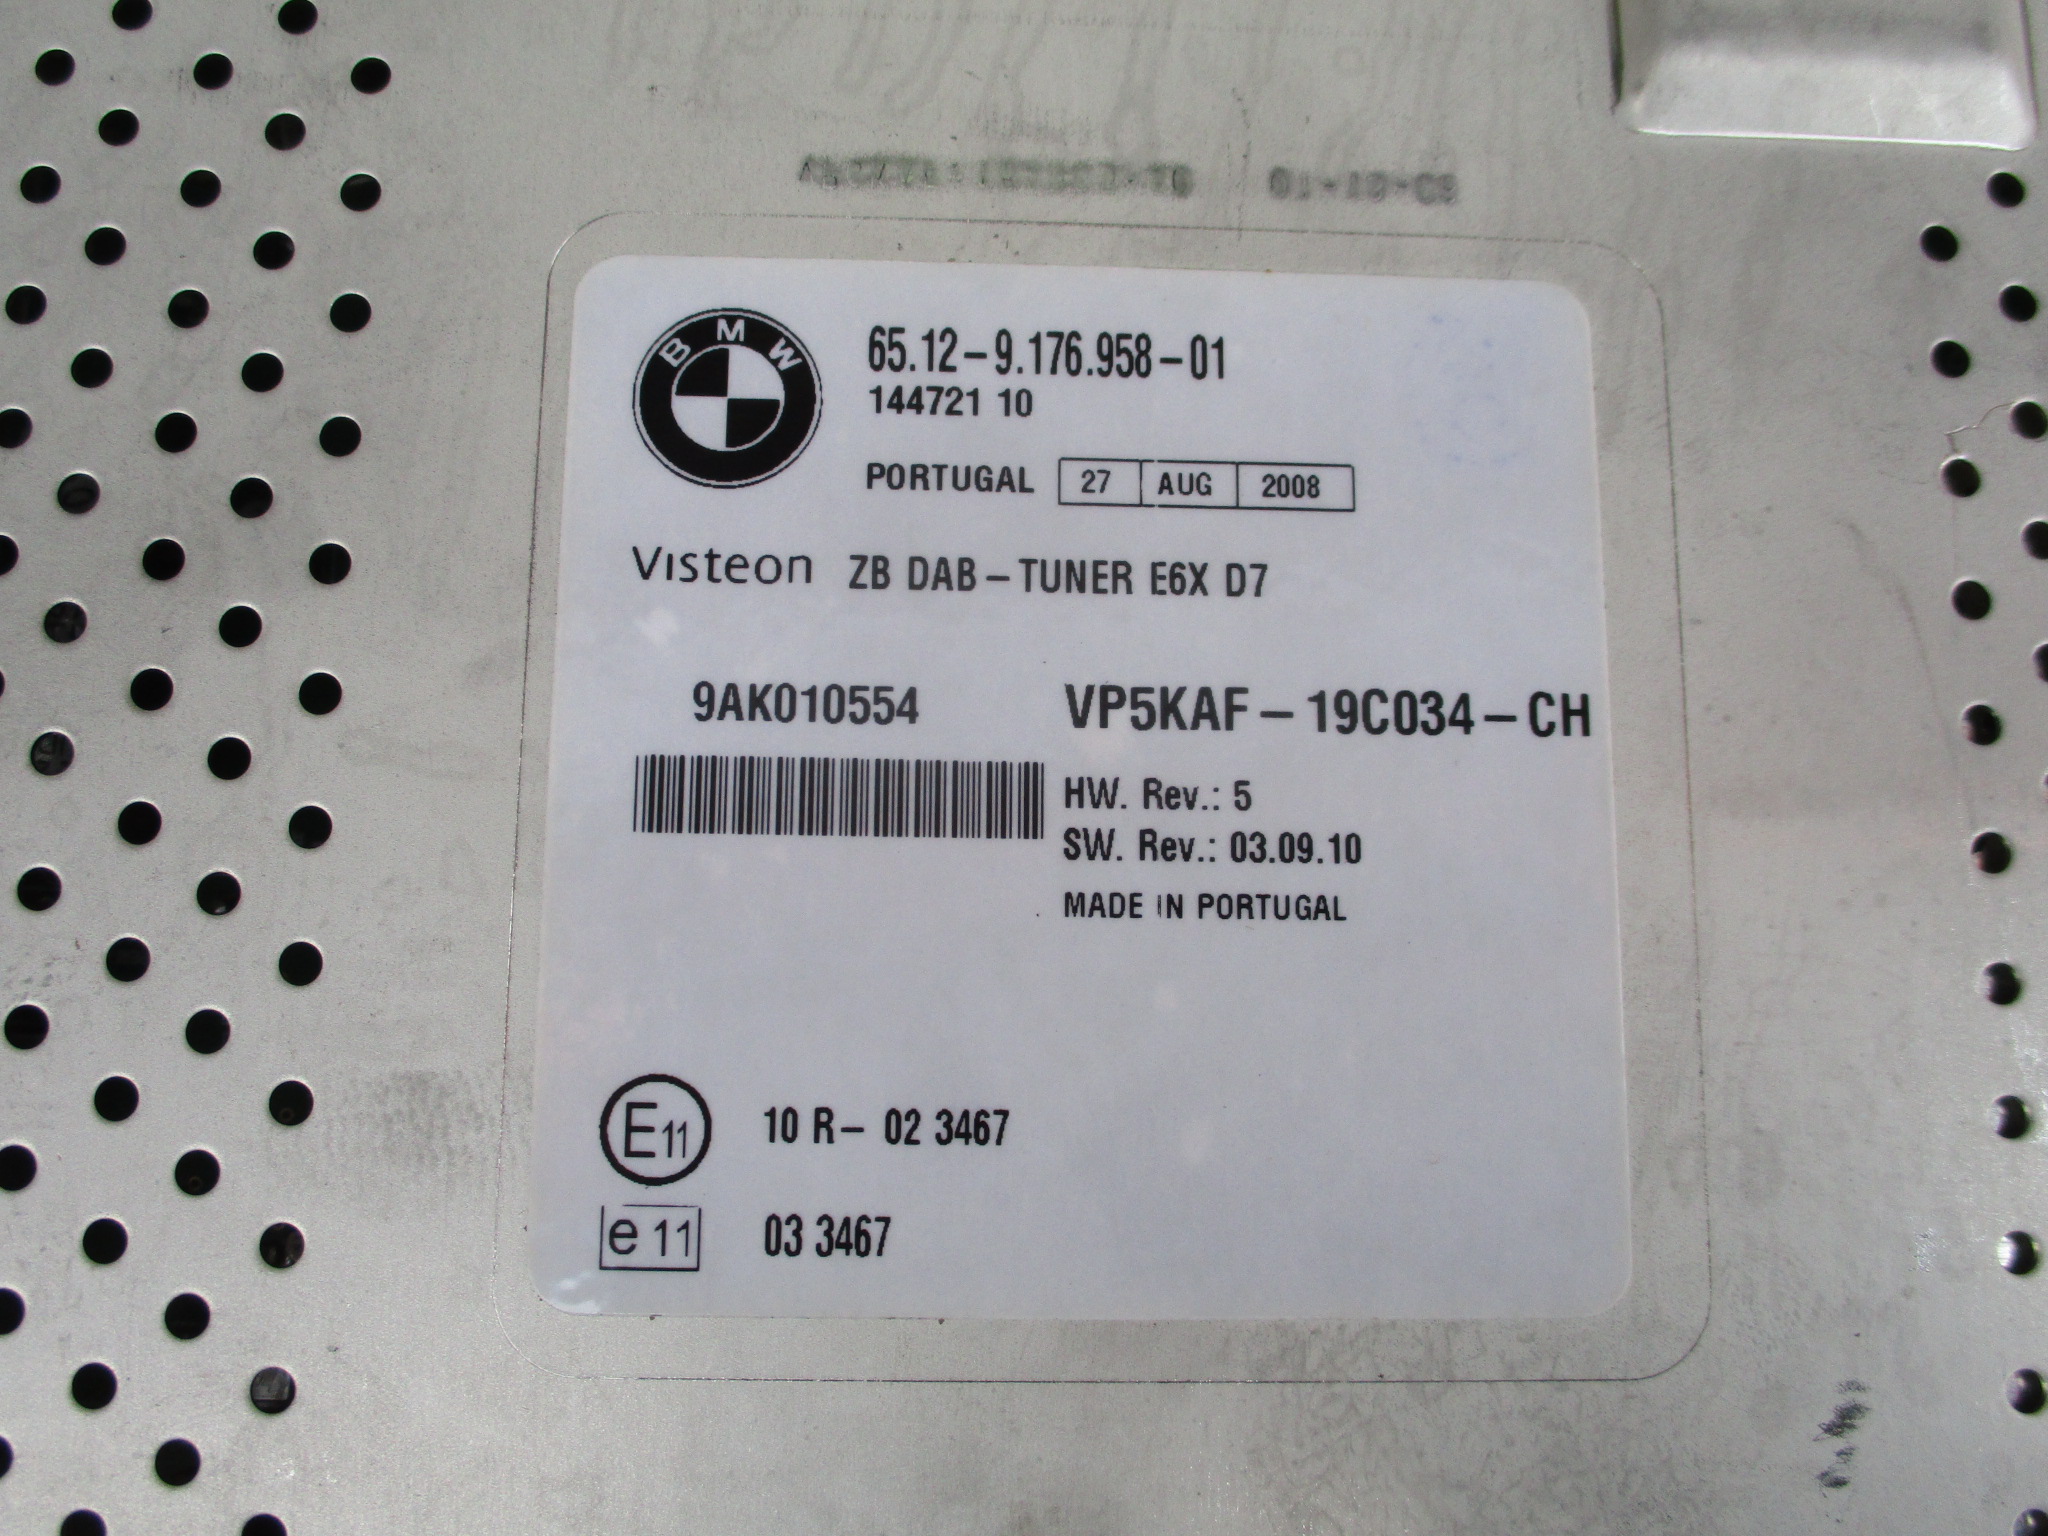 BMW
65.12-9.176.958-01
144721 10
PORTUGAL 27 AUG 2008
Visteon ZB DAB-TUNER E6X D7
9AK010554 VP5KAF-19C034-CH
HW. Rev.: 5
SW. Rev.: 03.09.10
MADE IN PORTUGAL
E11 10 R- 02 3467
e 11 03 3467